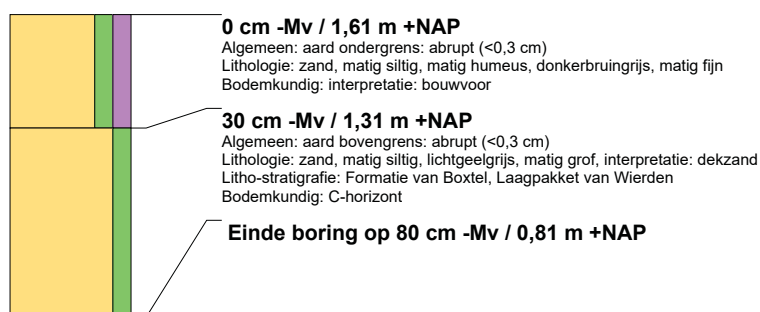 0 cm -Mv / 1,61 m +NAP
Algemeen: aard ondergrens: abrupt (<0,3 cm)
Lithologie: zand, matig siltig, matig humeus, donkerbruingrijs, matig fijn
Bodemkundig: interpretatie: bouwvoor
30 cm -Mv / 1,31 m +NAP
Algemeen: aard bovengrens: abrupt (<0,3 cm)
Lithologie: zand, matig siltig, lichtgeelgrijs, matig grof, interpretatie: dekzand
Litho-stratigrafie: Formatie van Boxtel, Laagpakket van Wierden
Bodemkundig: C-horizont
Einde boring op 80 cm -Mv / 0,81 m +NAP